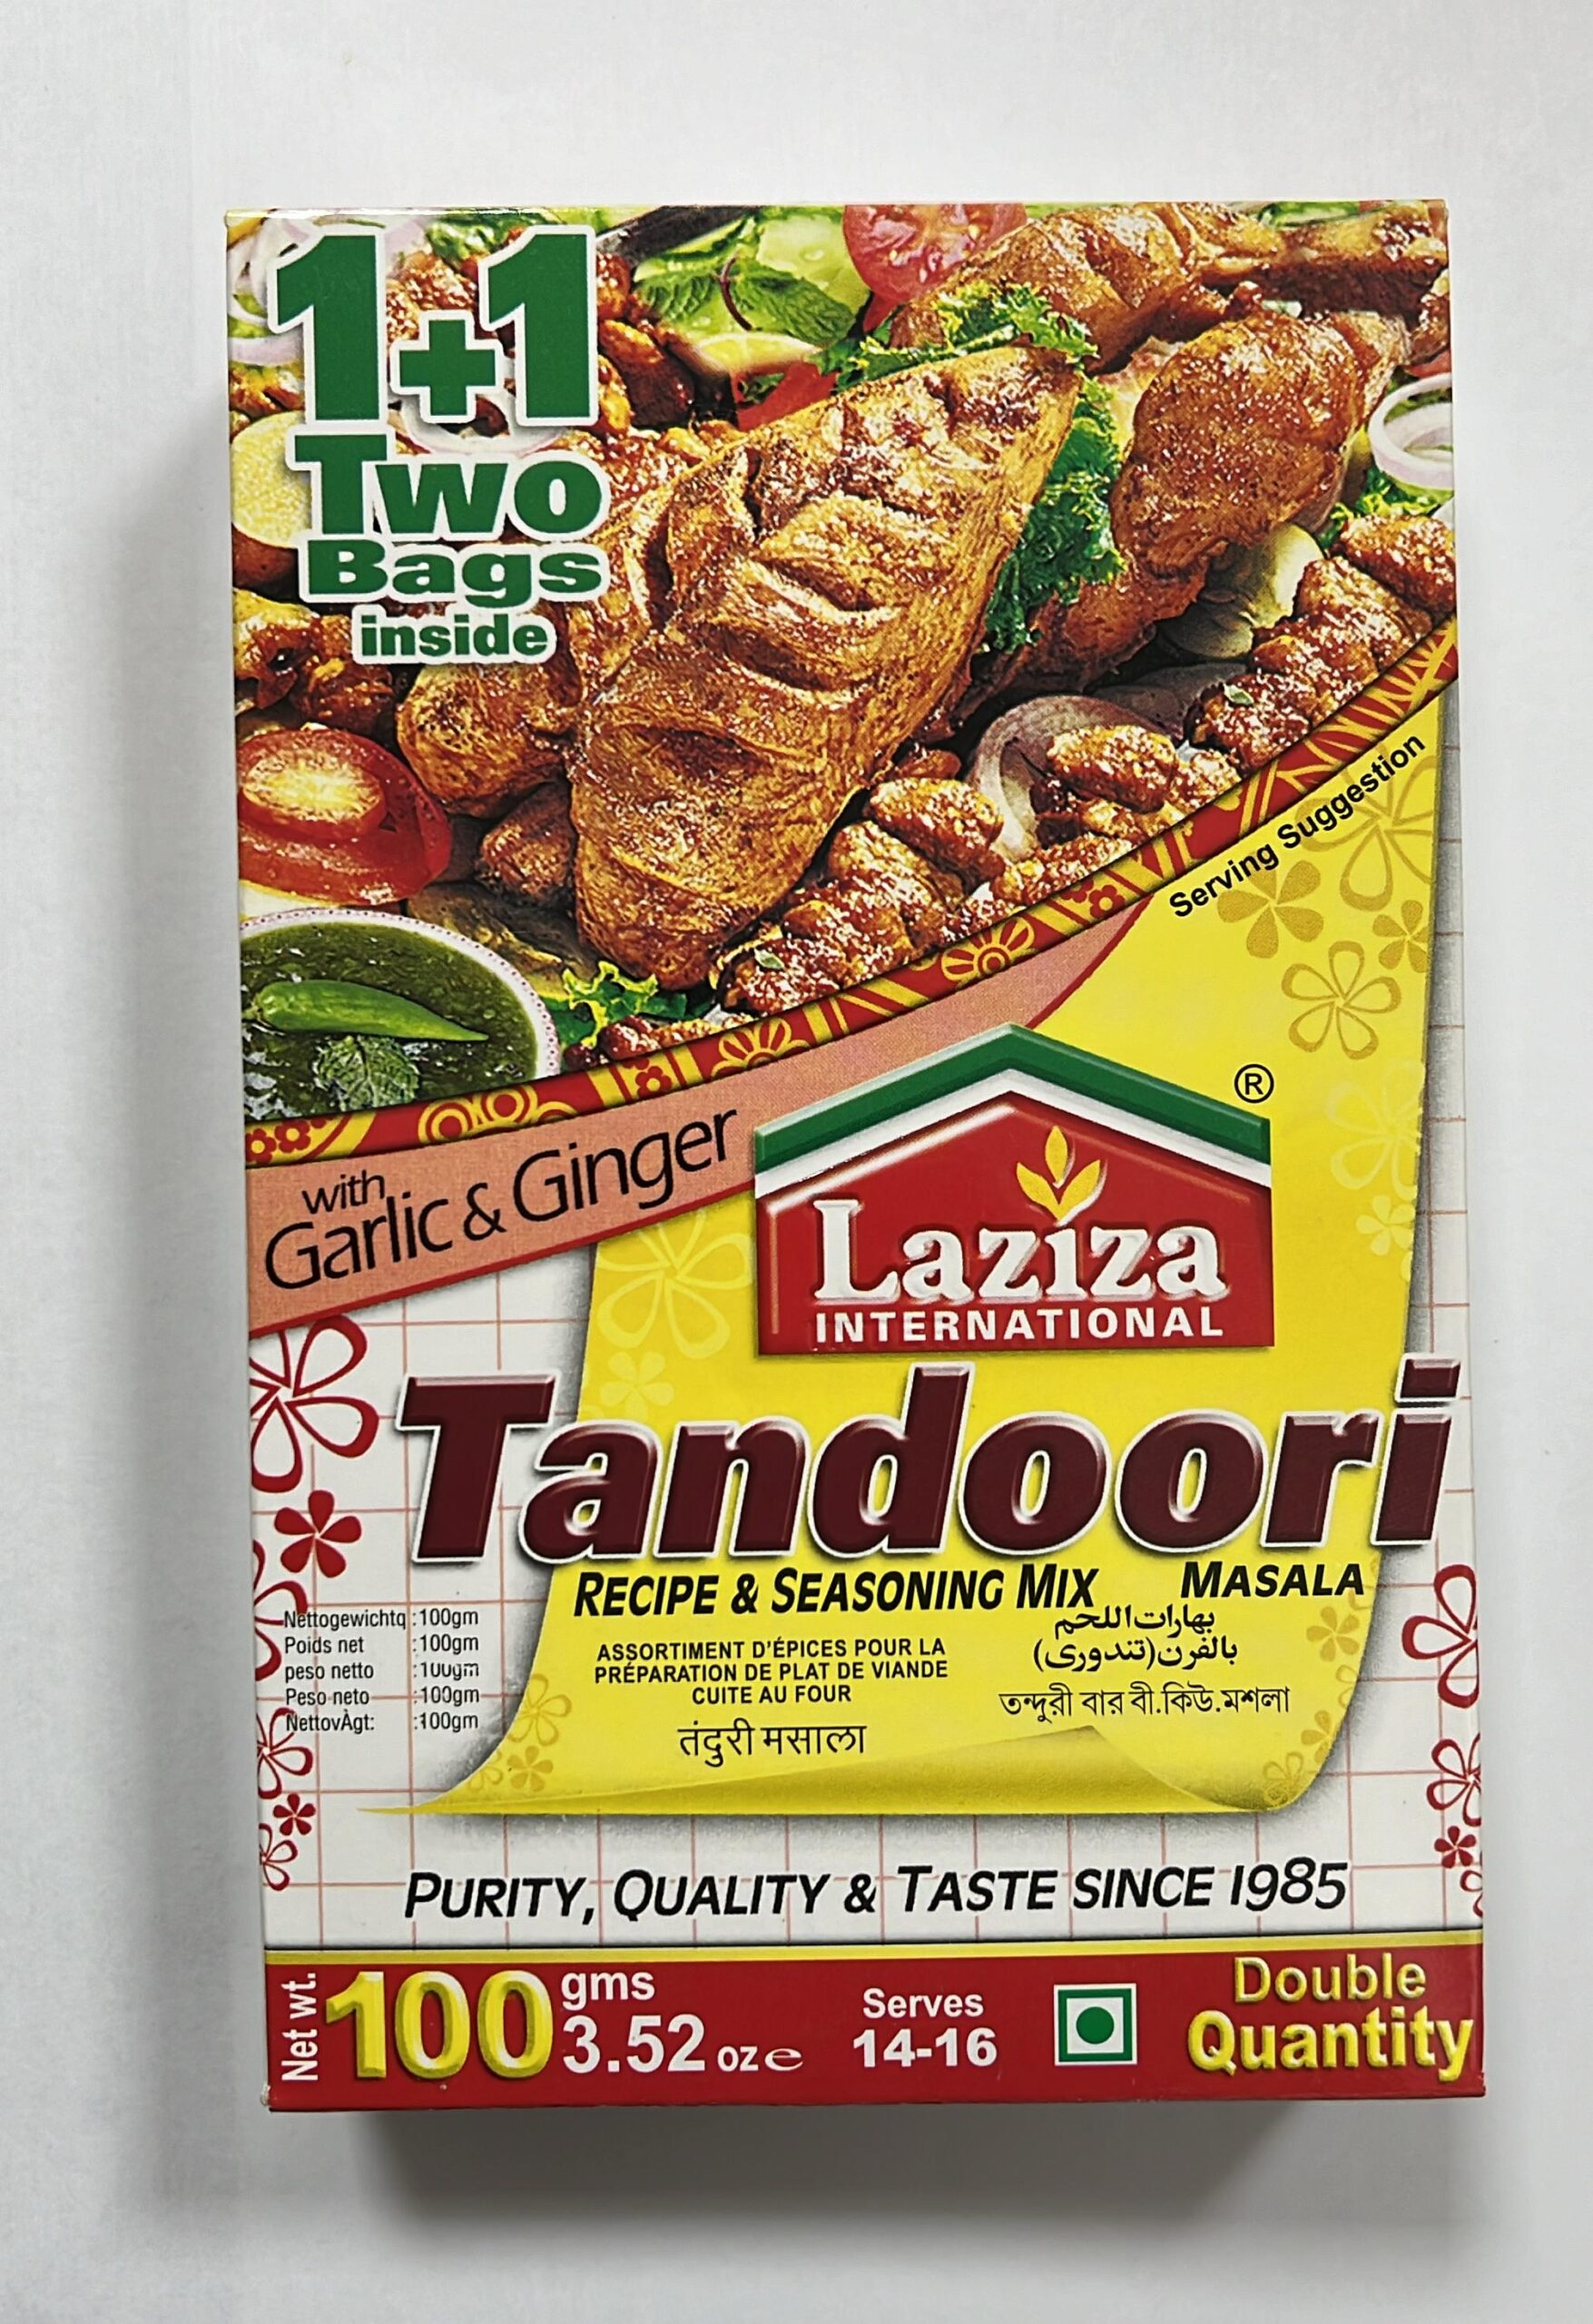 1+1
Two
Bags
inside
Serving Suggestion
with
Garlic & Ginger
®
Laziza
INTERNATIONAL
Tandoori
RECIPE & SEASONING MIX MASALA
Nettogewichtq :100gm
Poids net :100gm
peso netto :100gm
Peso neto :100gm
NettovÀgt: :100gm
ASSORTIMENT D'ÉPICES POUR LA
PRÉPARATION DE PLAT DE VIANDE
CUITE AU FOUR
तंदुरी मसाला
بهارات اللحم
بالفرن (تندوری)
তন্দুরী বার বী.কিউ.মশলা
PURITY, QUALITY & TASTE SINCE 1985
Net wt. 100 gms
3.52 oz e
Serves
14-16
Double
Quantity